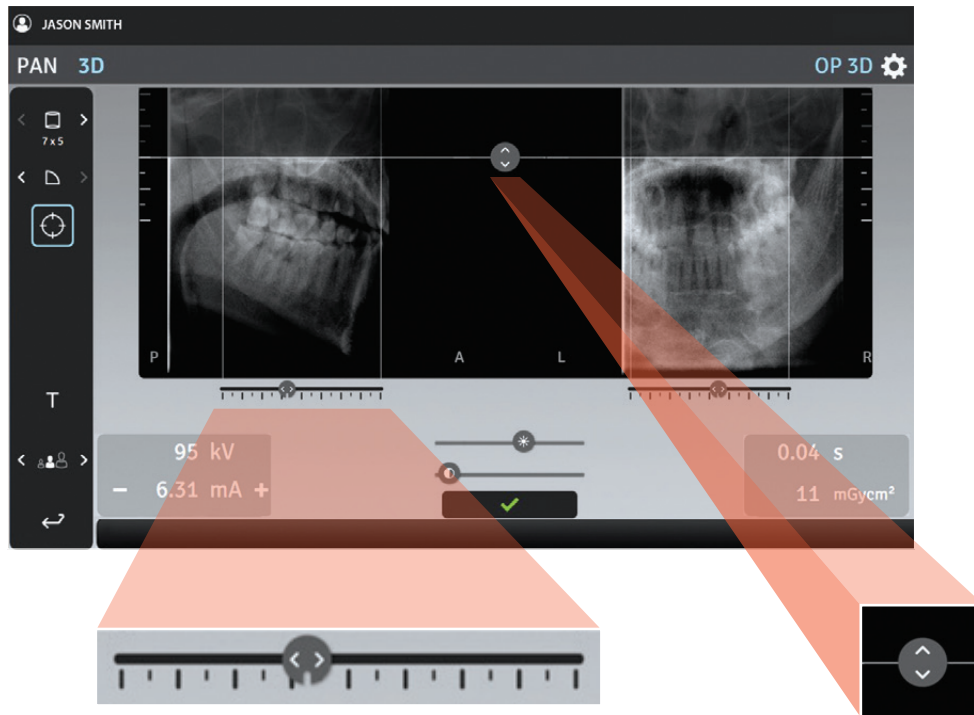 JASON SMITH
PAN 3D OP 3D
7 x 5
P A L R
T
95 kV 0.04 s
− 6.31 mA + 11 mGycm²